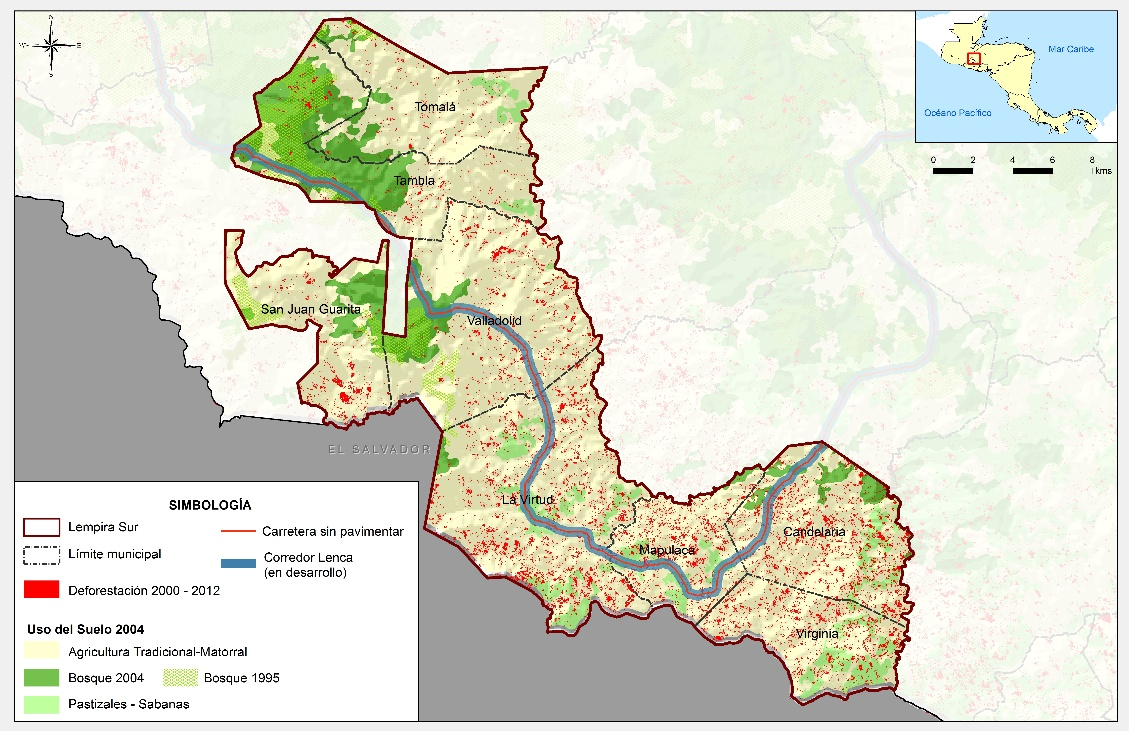 N
W
E
S
Mar Caribe
Océano Pacífico
0 2 4 6 8
kms
Tomalá
Tambla
San Juan Guarita
Valladolid
EL SALVADOR
La Virtud
Mapulaca
Candelaria
Virginia
SIMBOLOGÍA
Lempira Sur
Carretera sin pavimentar
Límite municipal
Corredor Lenca
(en desarrollo)
Deforestación 2000 - 2012
Uso del Suelo 2004
Agricultura Tradicional-Matorral
Bosque 2004
Bosque 1995
Pastizales - Sabanas